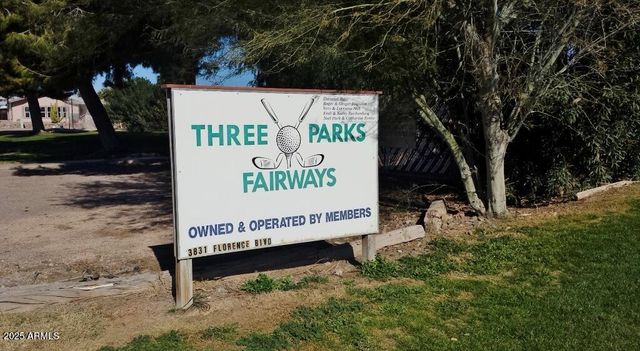 THREE PARKS
FAIRWAYS
OWNED & OPERATED BY MEMBERS
3831 FLORENCE BLVD
2025 ARMLS